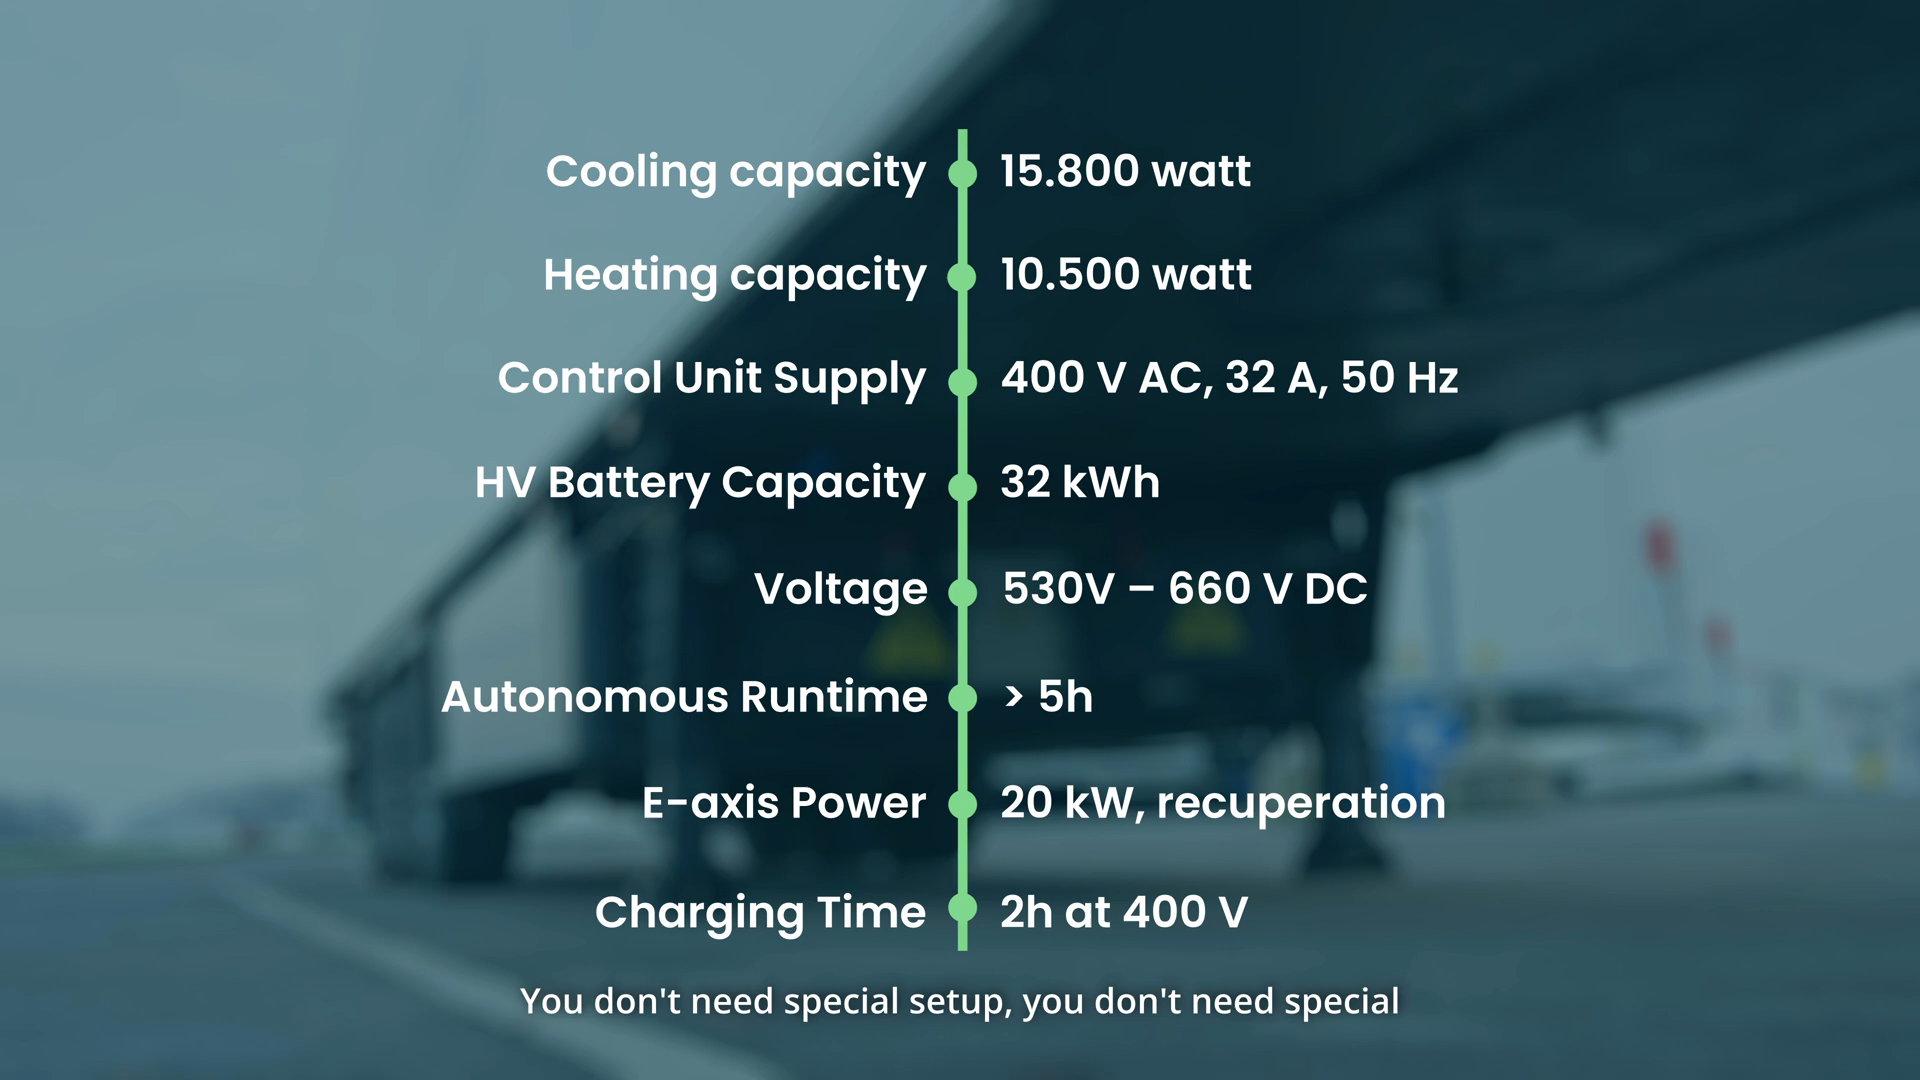 Cooling capacity 15.800 watt
Heating capacity 10.500 watt
Control Unit Supply 400 V AC, 32 A, 50 Hz
HV Battery Capacity 32 kWh
Voltage 530V – 660 V DC
Autonomous Runtime > 5h
E-axis Power 20 kW, recuperation
Charging Time 2h at 400 V
You don't need special setup, you don't need special